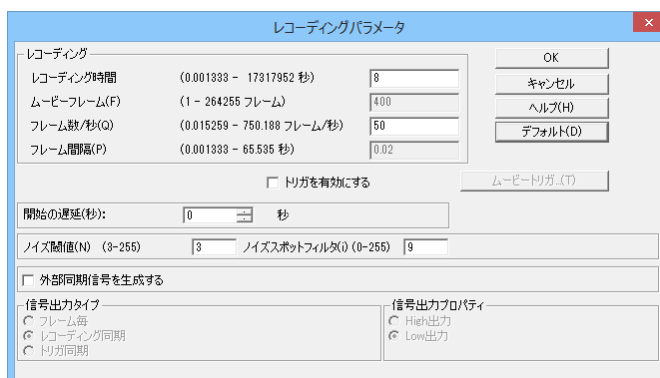 レコーディングパラメータ
レコーディング
レコーディング時間 (0.001333 - 17317952 秒) 8
ムービーフレーム(F) (1 - 264255 フレーム) 400
フレーム数/秒(Q) (0.015259 - 750.188 フレーム/秒) 50
フレーム間隔(P) (0.001333 - 65.535 秒) 0.02
OK
キャンセル
ヘルプ(H)
デフォルト(D)
トリガを有効にする
ムービートリガ...(T)
開始の遅延(秒): 0 秒
ノイズ閾値(N) (3-255) 3 ノイズスポットフィルタ(i) (0-255) 9
外部同期信号を生成する
信号出力タイプ
フレーム毎
レコーディング同期
トリガ同期
信号出力プロパティ
High出力
Low出力